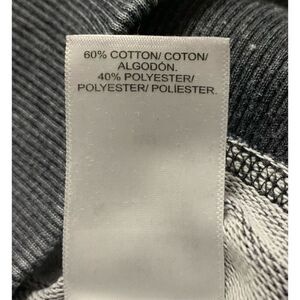 60% COTTON/ COTON/
ALGODÓN.
40% POLYESTER/
POLYESTER/ POLIÉSTER.